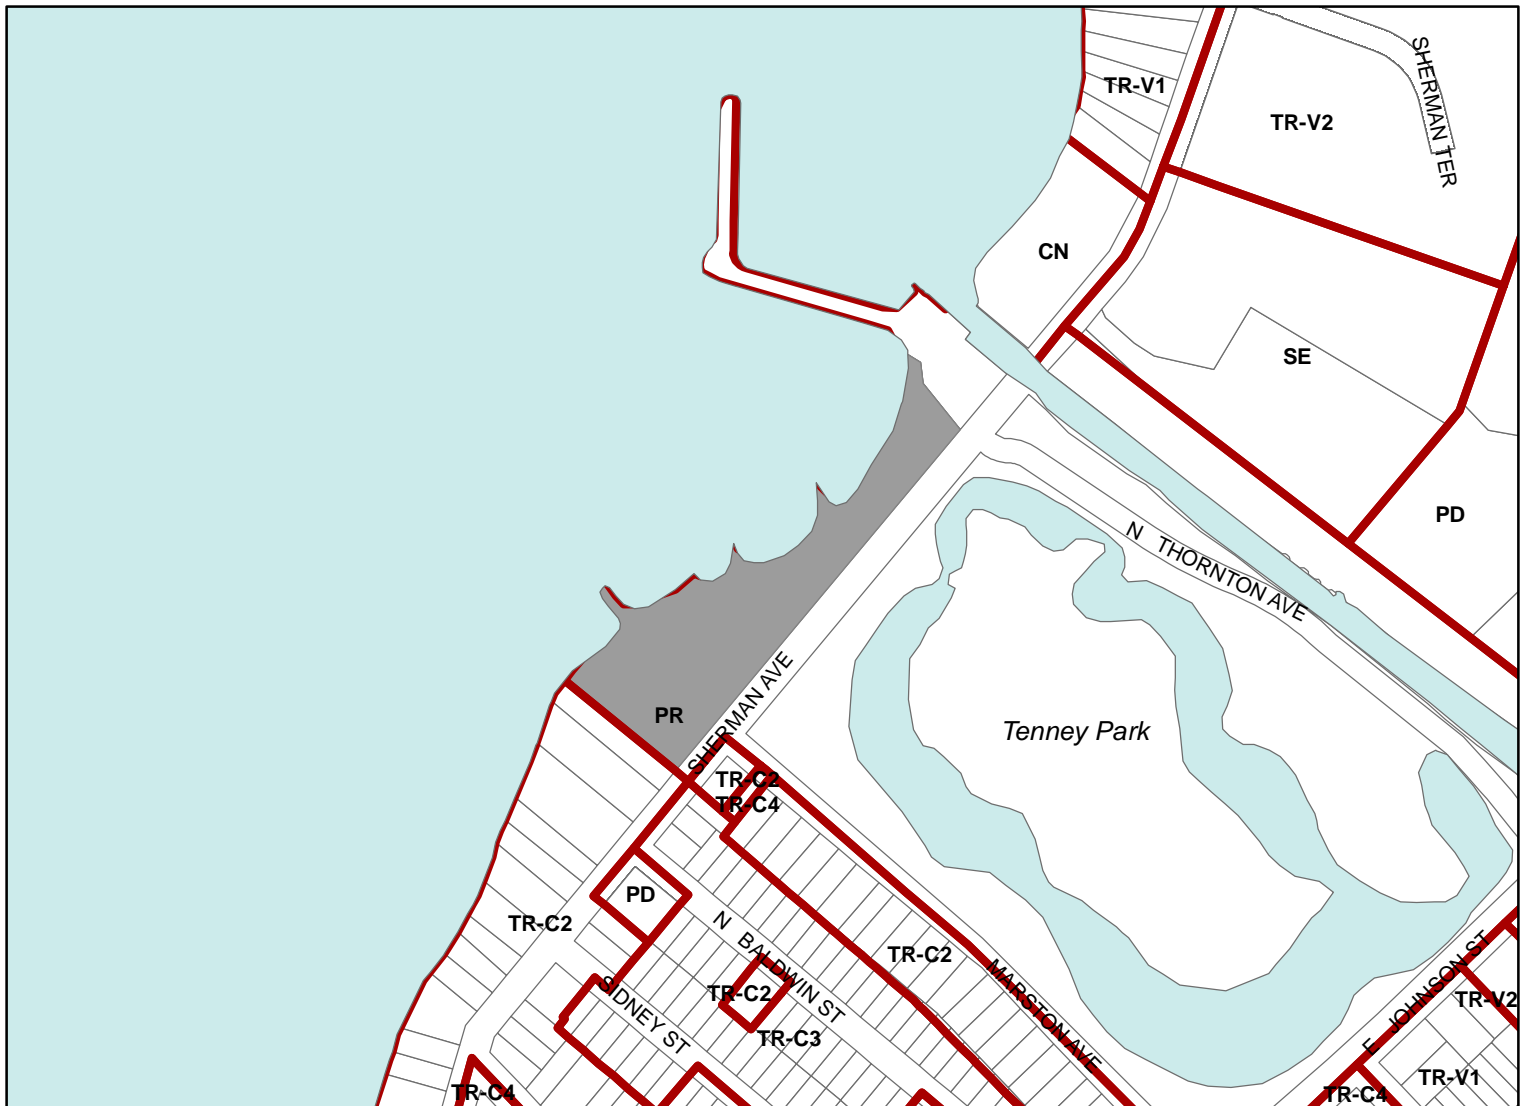 SHERMAN TER
TR-V1
TR-V2
CN
SE
PD
N THORNTON AVE
SHERMAN AVE
PR
Tenney Park
TR-C2
TR-C4
PD
TR-C2
N BALDWIN ST
TR-C2
TR-C2
MARSTON AVE
E JOHNSON ST
SIDNEY ST
TR-V2
TR-C3
TR-V1
TR-C4
TR-C4